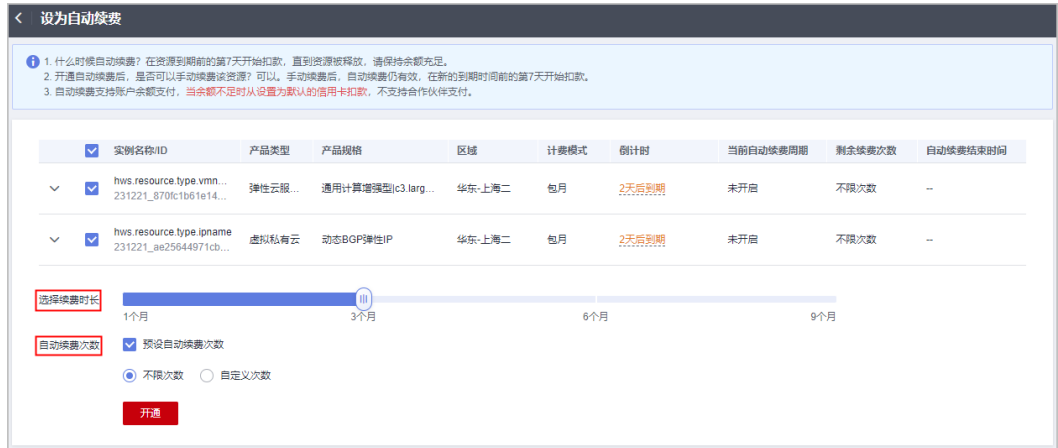 设为自动续费
1. 什么时候自动续费？在资源到期前的第7天开始扣款，直到资源被释放，请保持余额充足。
2. 开通自动续费后，是否可以手动续费该资源？可以。手动续费后，自动续费仍有效，在新的到期时间前的第7天开始扣款。
3. 自动续费支持账户余额支付，当余额不足时从设置为默认的信用卡扣款，不支持合作伙伴支付。
实例名称/ID 产品类型 产品规格 区域 计费模式 倒计时 当前自动续费周期 剩余续费次数 自动续费结束时间
hws.resource.type.vmn... 弹性云服... 通用计算增强型|c3.larg... 华东-上海二 包月 2天后到期 未开启 不限次数 --
231221_870fc1b61e14...
hws.resource.type.ipname 虚拟私有云 动态BGP弹性IP 华东-上海二 包月 2天后到期 未开启 不限次数 --
231221_ae25644971cb...
选择续费时长
1个月 3个月 6个月 9个月
自动续费次数 预设自动续费次数
不限次数 自定义次数
开通